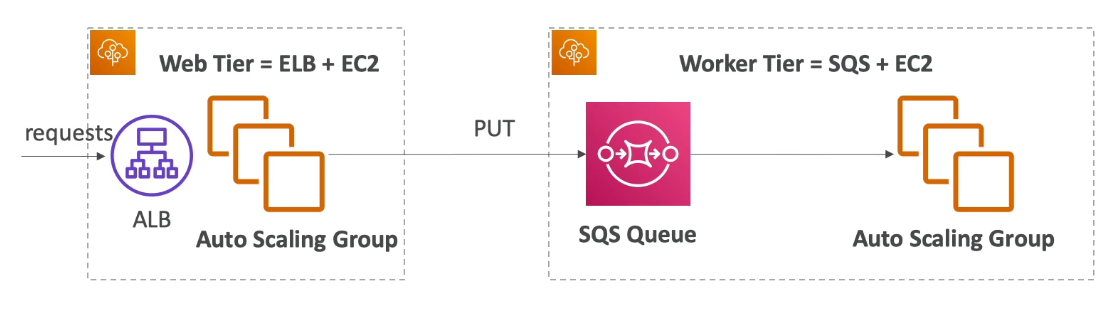 Web Tier = ELB + EC2
requests
ALB
Auto Scaling Group
PUT
Worker Tier = SQS + EC2
SQS Queue
Auto Scaling Group